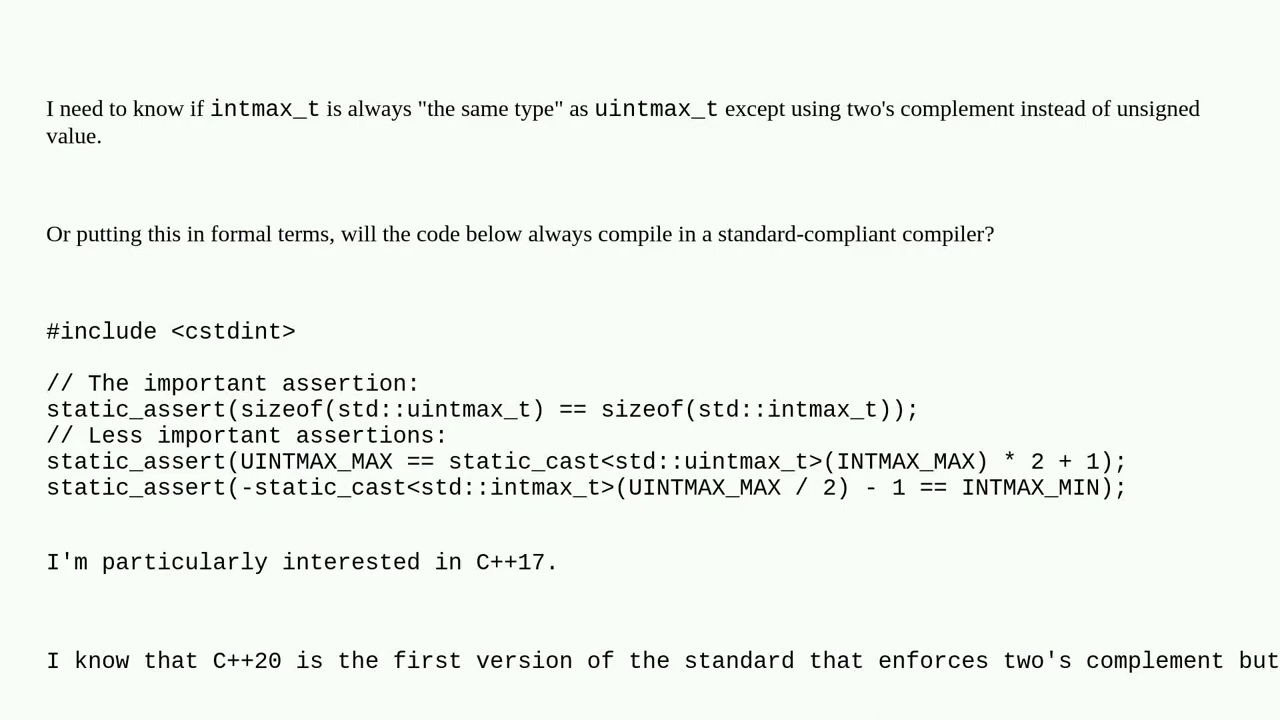 I need to know if intmax_t is always "the same type" as uintmax_t except using two's complement instead of unsigned
value.
Or putting this in formal terms, will the code below always compile in a standard-compliant compiler?
#include <cstdint>
// The important assertion:
static_assert(sizeof(std::uintmax_t) == sizeof(std::intmax_t));
// Less important assertions:
static_assert(UINTMAX_MAX == static_cast<std::uintmax_t>(INTMAX_MAX) * 2 + 1);
static_assert(-static_cast<std::intmax_t>(UINTMAX_MAX / 2) - 1 == INTMAX_MIN);
I'm particularly interested in C++17.
I know that C++20 is the first version of the standard that enforces two's complement but